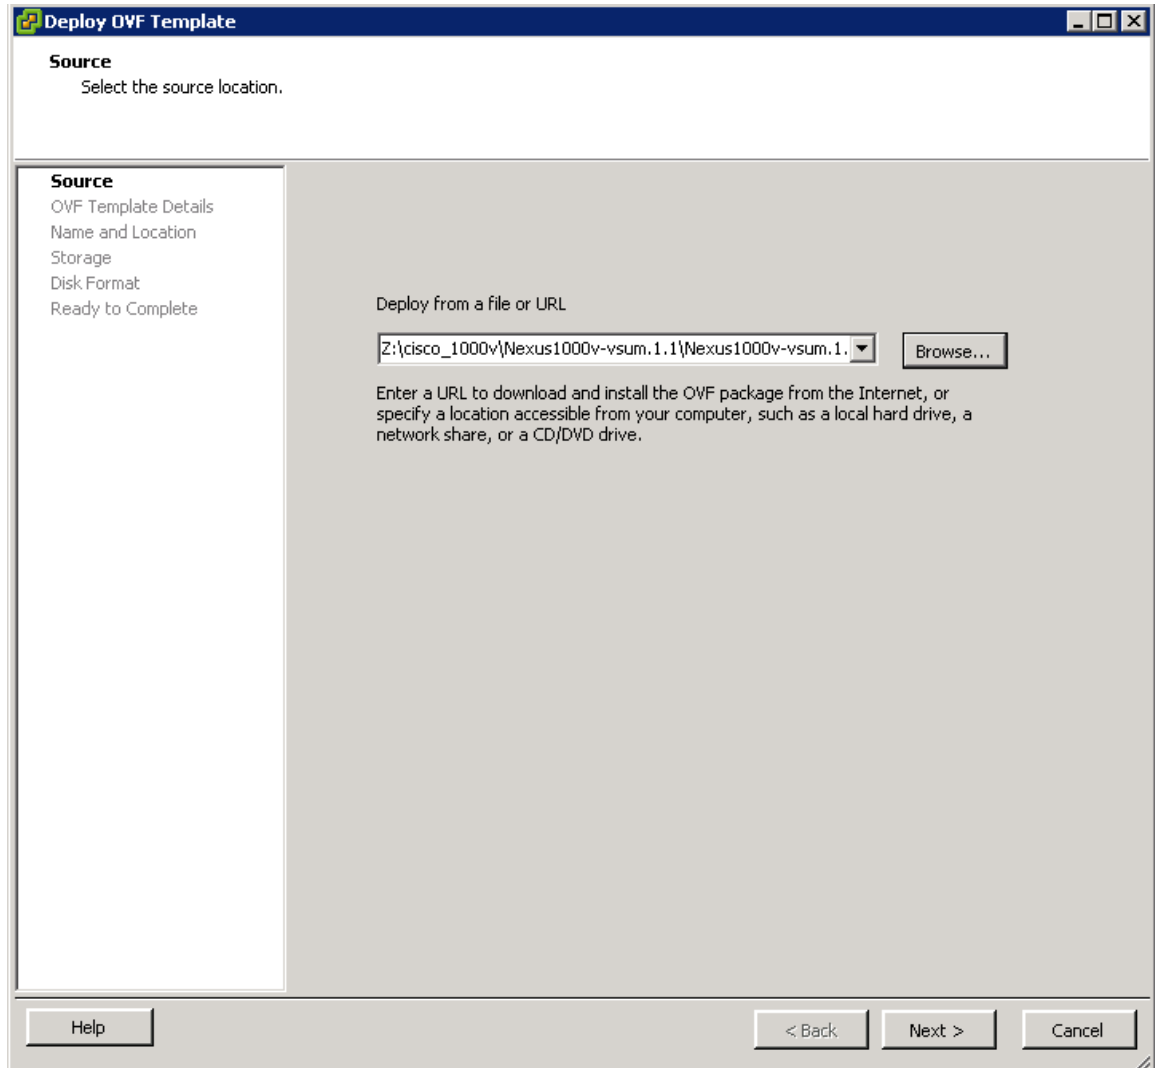 Deploy OVF Template
Source
Select the source location.
Source
OVF Template Details
Name and Location
Storage
Disk Format
Ready to Complete
Deploy from a file or URL
Z:\cisco_1000v\Nexus1000v-vsum.1.1\Nexus1000v-vsum.1.
Browse...
Enter a URL to download and install the OVF package from the Internet, or
specify a location accessible from your computer, such as a local hard drive, a
network share, or a CD/DVD drive.
Help
< Back
Next >
Cancel